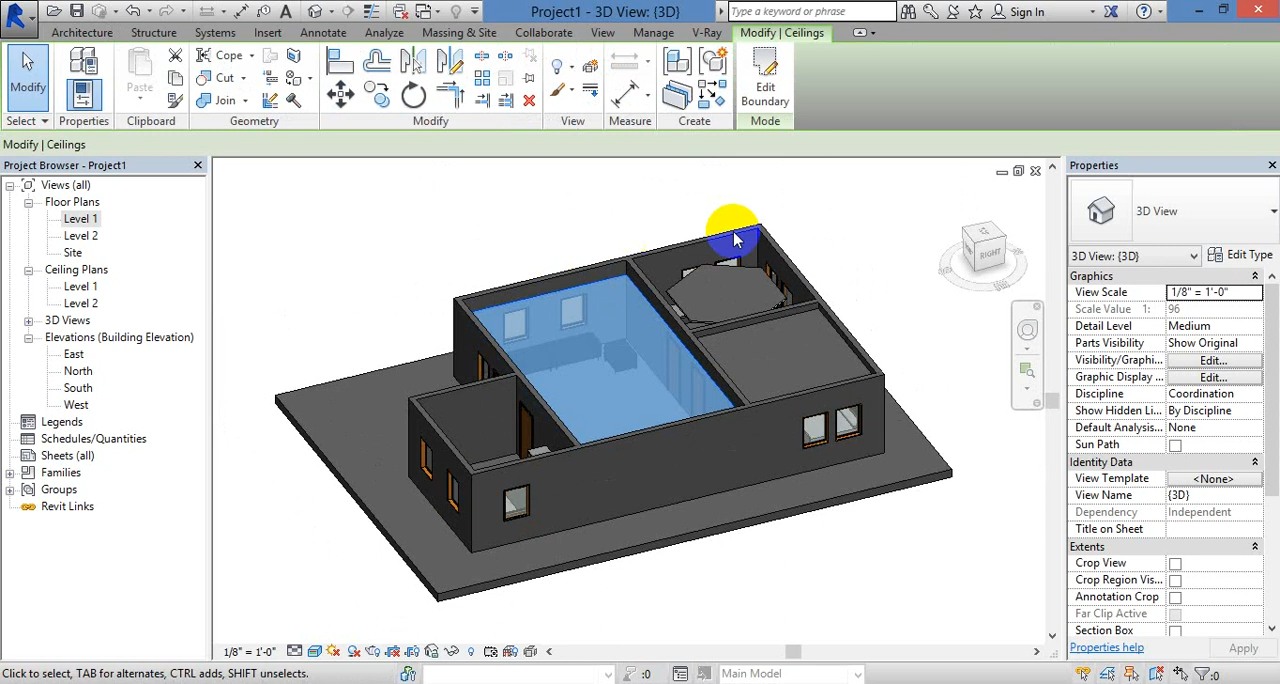 Project1 - 3D View: {3D}
Type a keyword or phrase
Sign In
Architecture Structure Systems Insert Annotate Analyze Massing & Site Collaborate View Manage V-Ray Modify | Ceilings
Modify
Paste
Cope
Cut
Join
Edit
Boundary
Select Properties Clipboard Geometry Modify View Measure Create Mode
Modify | Ceilings
Project Browser - Project1
Views (all)
Floor Plans
Level 1
Level 2
Site
Ceiling Plans
Level 1
Level 2
3D Views
Elevations (Building Elevation)
East
North
South
West
Legends
Schedules/Quantities
Sheets (all)
Families
Groups
Revit Links
RIGHT
Properties
3D View
3D View: {3D} Edit Type
Graphics
View Scale 1/8" = 1'-0"
Scale Value 1: 96
Detail Level Medium
Parts Visibility Show Original
Visibility/Graphi... Edit...
Graphic Display ... Edit...
Discipline Coordination
Show Hidden Li... By Discipline
Default Analysis... None
Sun Path
Identity Data
View Template <None>
View Name {3D}
Dependency Independent
Title on Sheet
Extents
Crop View
Crop Region Vis...
Annotation Crop
Far Clip Active
Section Box
Properties help Apply
1/8" = 1'-0"
Click to select, TAB for alternates, CTRL adds, SHIFT unselects.
:0
Main Model
:0